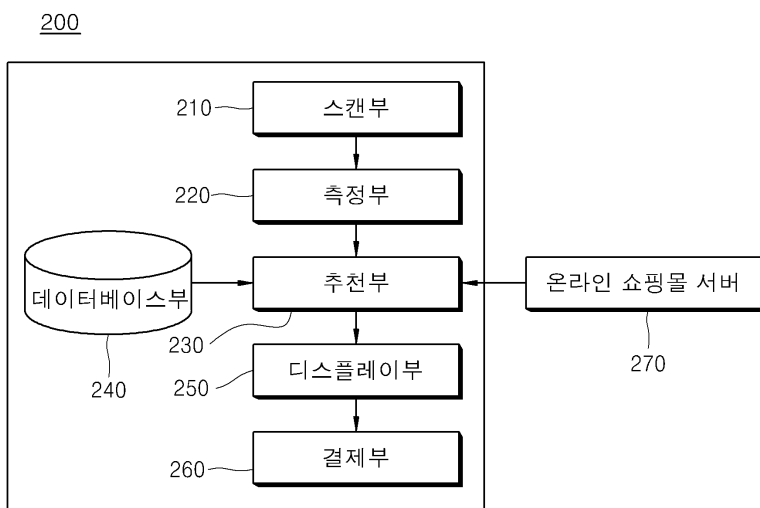 200
210
스캔부
220
측정부
데이터베이스부
추천부
온라인 쇼핑몰 서버
230
270
240
250
디스플레이부
260
결제부